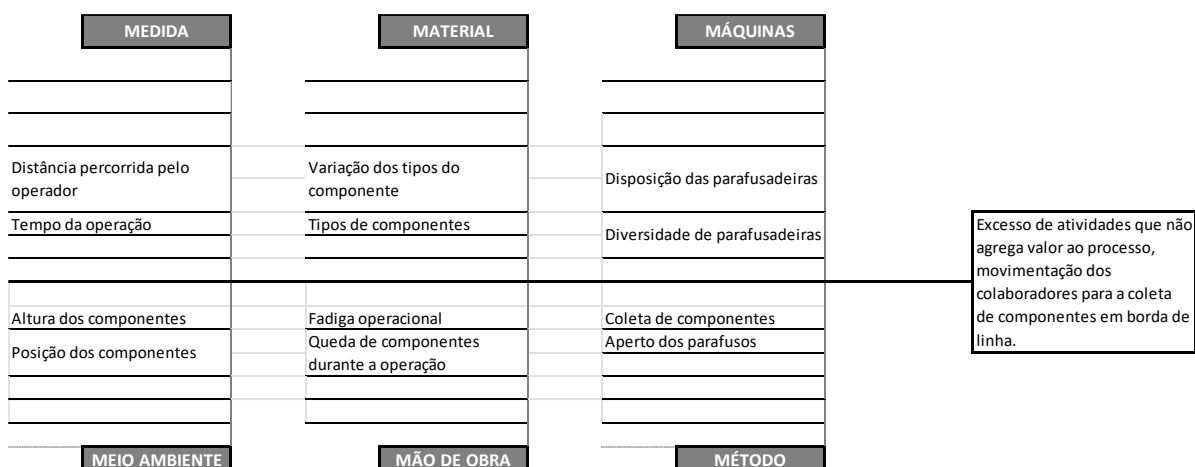 MEDIDA
MATERIAL
MÁQUINAS
Distância percorrida pelo
operador
Variação dos tipos do
componente
Disposição das parafusadeiras
Tempo da operação
Tipos de componentes
Diversidade de parafusadeiras
Excesso de atividades que não
agrega valor ao processo,
movimentação dos
colaboradores para a coleta
de componentes em borda de
linha.
Altura dos componentes
Fadiga operacional
Coleta de componentes
Posição dos componentes
Queda de componentes
durante a operação
Aperto dos parafusos
MEIO AMBIENTE
MÃO DE OBRA
MÉTODO